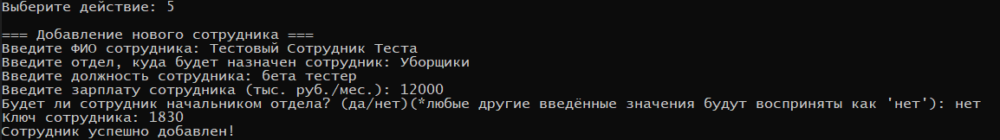 Выберите действие: 5
=== Добавление нового сотрудника ===
Введите ФИО сотрудника: Тестовый Сотрудник Теста
Введите отдел, куда будет назначен сотрудник: Уборщики
Введите должность сотрудника: бета тестер
Введите зарплату сотрудника (тыс. руб./мес.): 12000
Будет ли сотрудник начальником отдела? (да/нет)(*любые другие введённые значения будут восприняты как 'нет'): нет
Ключ сотрудника: 1830
Сотрудник успешно добавлен!